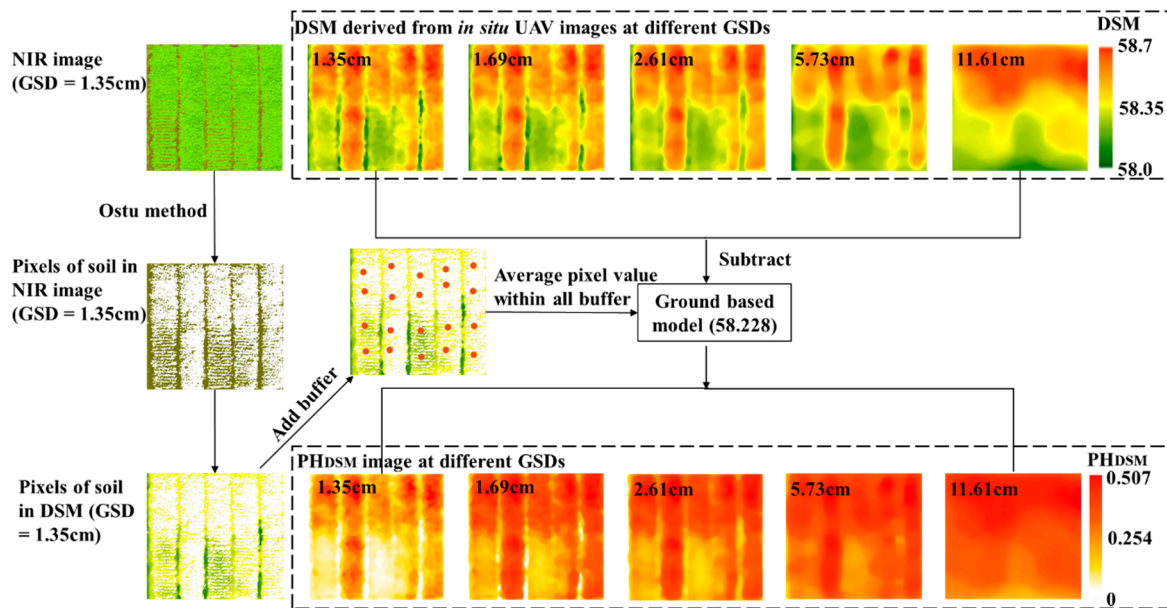 NIR image
(GSD = 1.35cm)
DSM derived from in situ UAV images at different GSDs
1.35cm
1.69cm
2.61cm
5.73cm
11.61cm
DSM
58.7
58.35
58.0
Ostu method
Pixels of soil in
NIR image
(GSD = 1.35cm)
Average pixel value
within all buffer
Subtract
Ground based
model (58.228)
Add buffer
Pixels of soil
in DSM (GSD
= 1.35cm)
PHDSM image at different GSDs
1.35cm
1.69cm
2.61cm
5.73cm
11.61cm
PHDSM
0.507
0.254
0